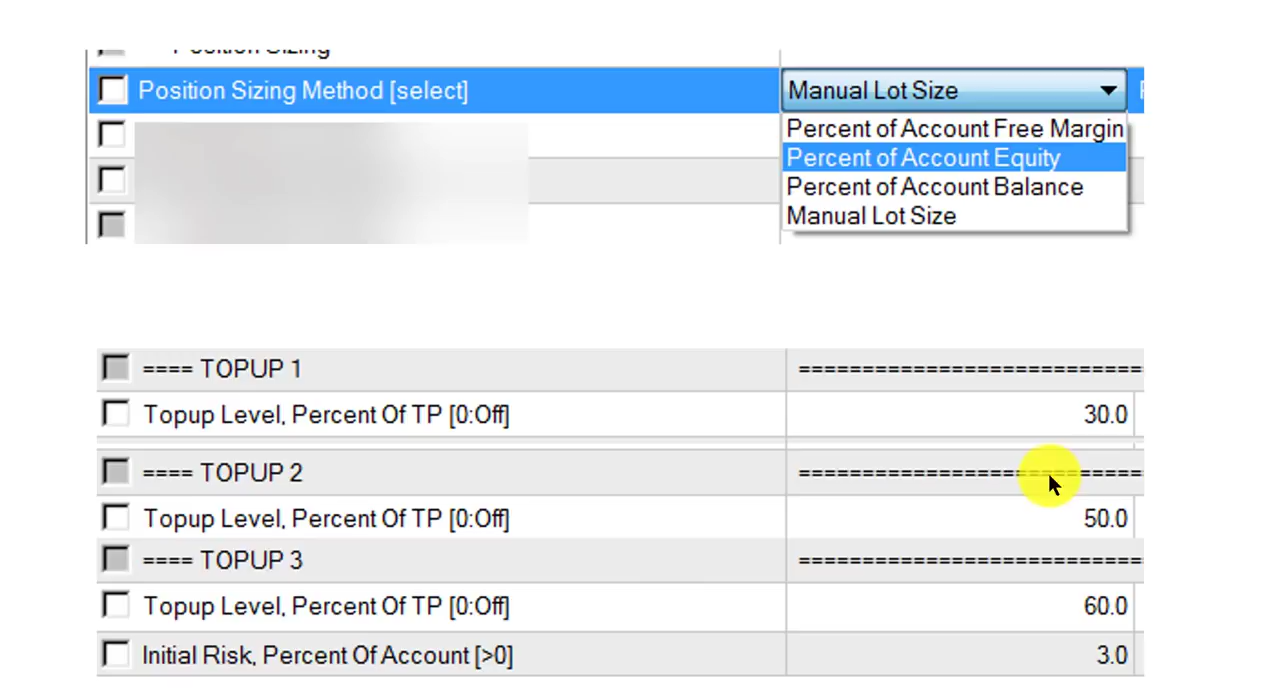 Position Sizing
Position Sizing Method [select] Manual Lot Size
Percent of Account Free Margin
Percent of Account Equity
Percent of Account Balance
Manual Lot Size
==== TOPUP 1 ===========================
Topup Level, Percent Of TP [0:Off] 30.0
==== TOPUP 2 ===========================
Topup Level, Percent Of TP [0:Off] 50.0
==== TOPUP 3 ===========================
Topup Level, Percent Of TP [0:Off] 60.0
Initial Risk, Percent Of Account [>0] 3.0